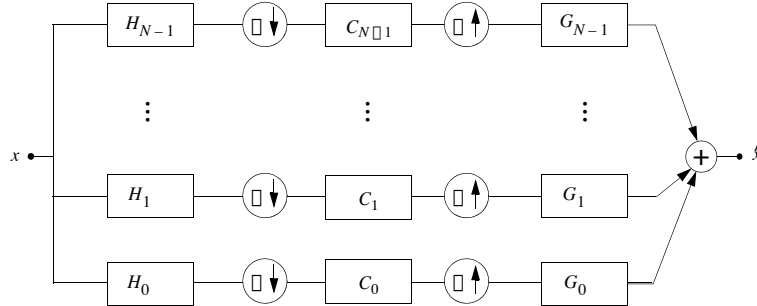 H_{N-1} ↓ C_{N 1} ↑ G_{N-1}
⋮ ⋮ ⋮
x +
H_1 ↓ C_1 ↑ G_1
H_0 ↓ C_0 ↑ G_0